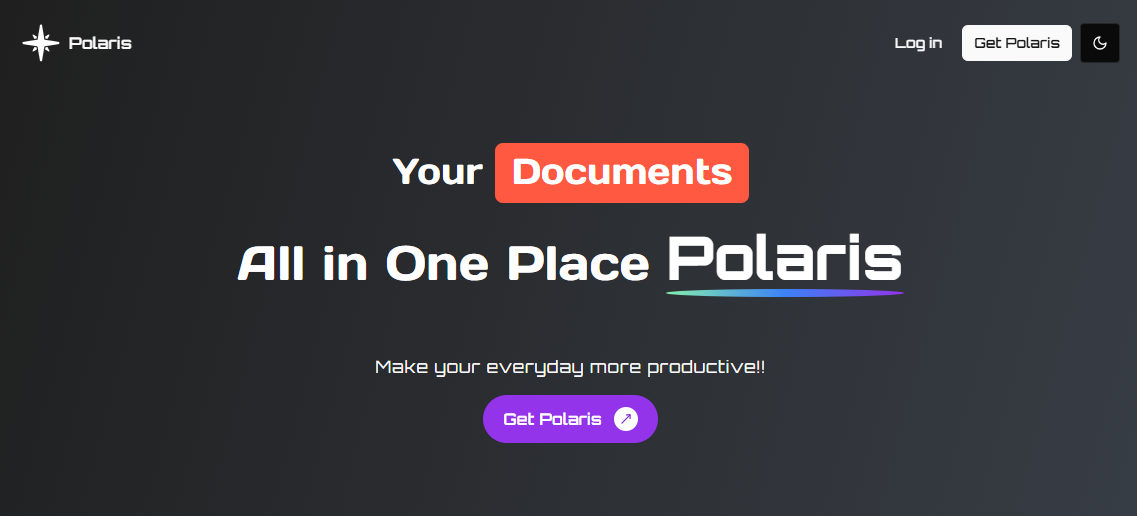 Polaris
Log in
Get Polaris
Your Documents
All in One Place Polaris
Make your everyday more productive!!
Get Polaris